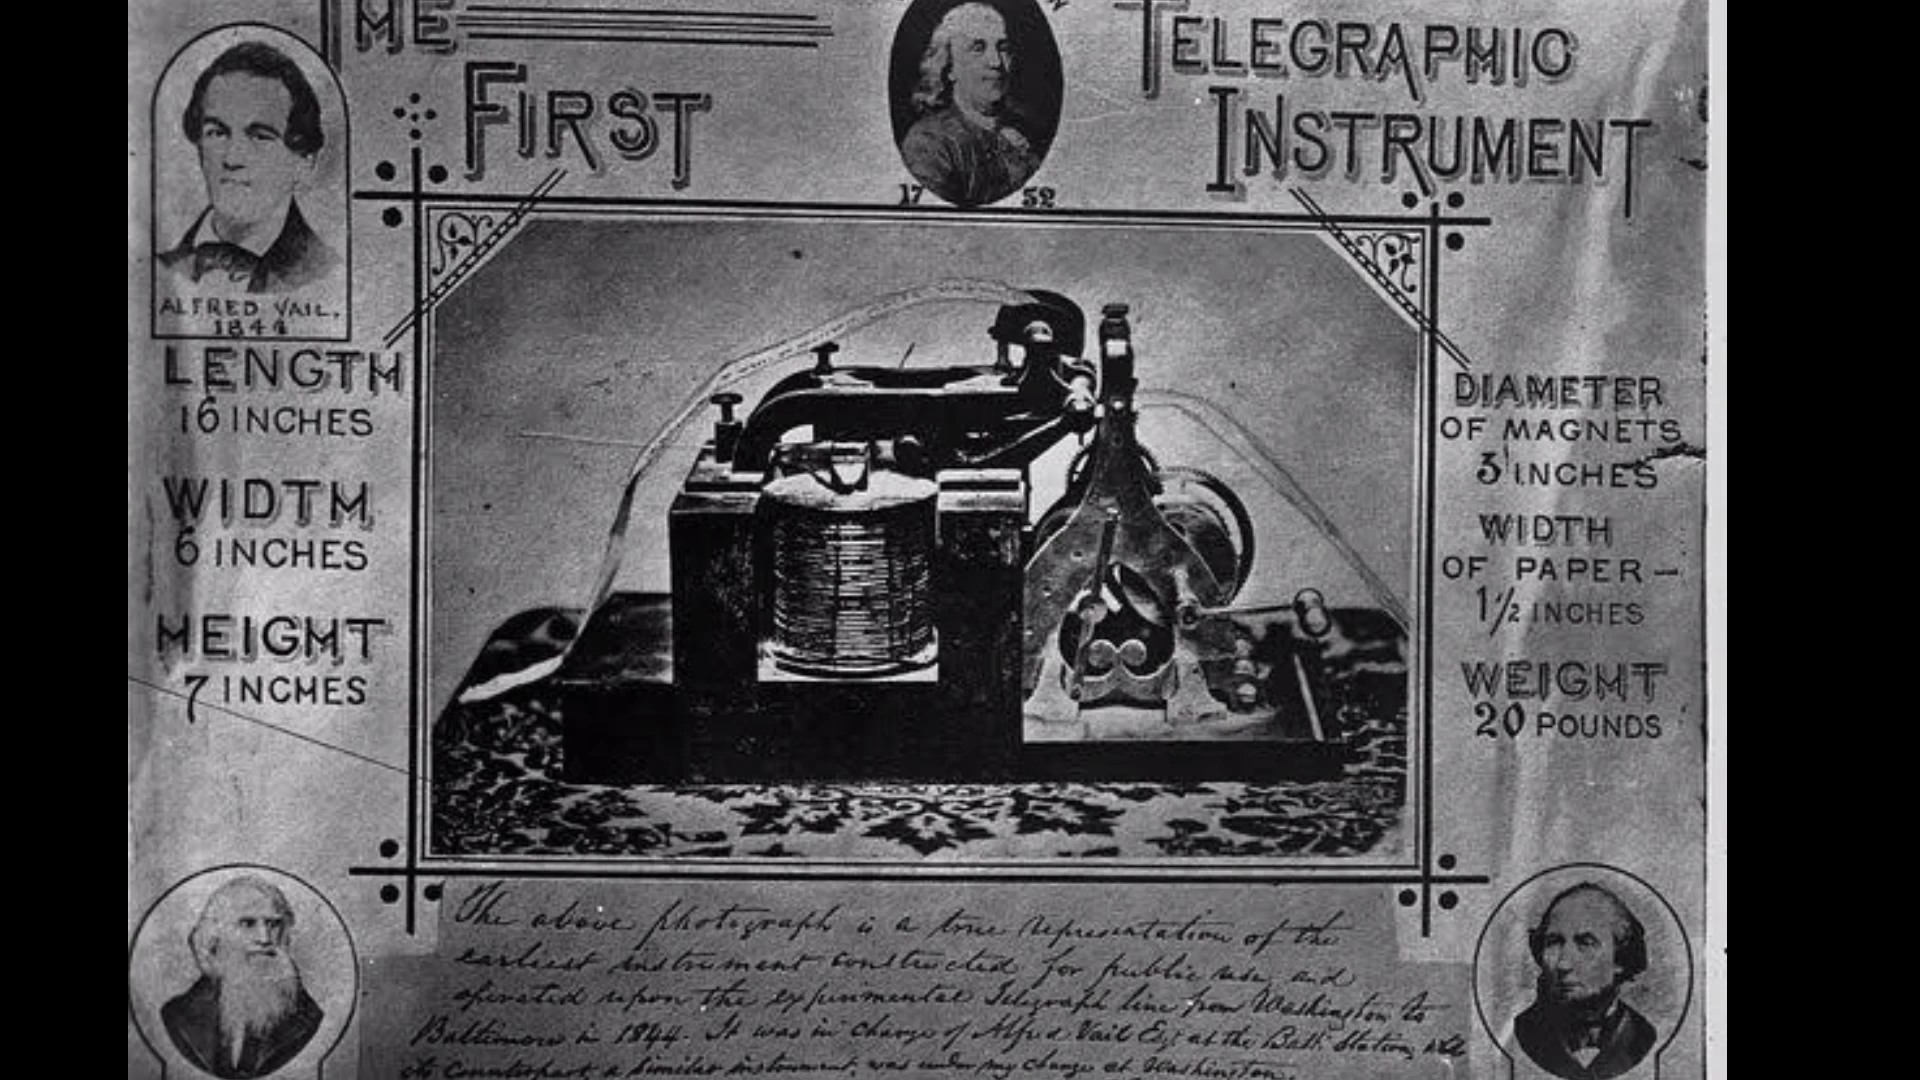 THE
FIRST
TELEGRAPHIC
INSTRUMENT
1752
ALFRED VAIL.
1844
LENGTH
16 INCHES
WIDTH
6 INCHES
HEIGHT
7 INCHES
DIAMETER
OF MAGNETS
3 INCHES
WIDTH
OF PAPER —
1½ INCHES
WEIGHT
20 POUNDS
The above photograph is a true representation of the
earliest instrument constructed for public use, and
operated upon the experimental Telegraph line from Washington to
Baltimore in 1844. It was in charge of Alfred Vail Esq. at the Balt. Station, while
its counterpart, a similar instrument, was under my charge at Washington.